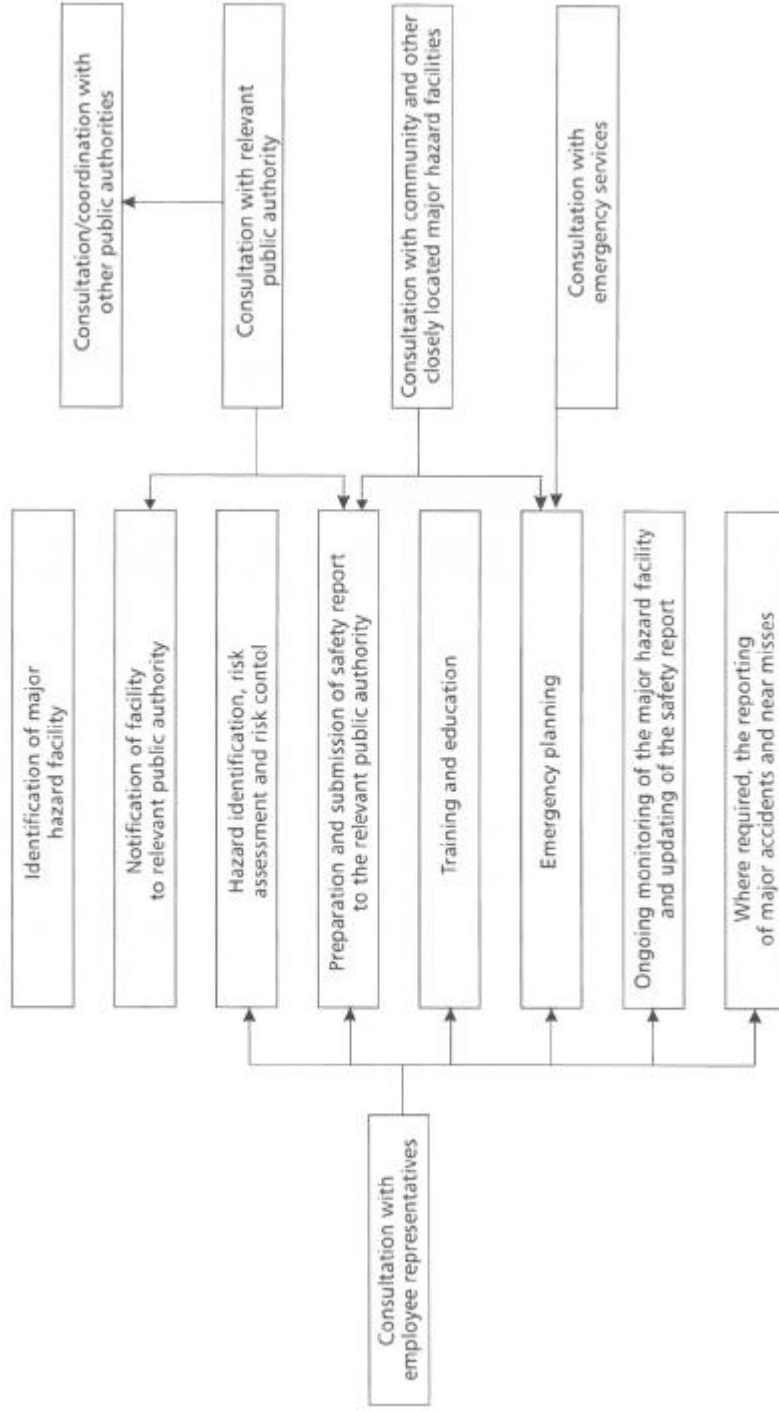 Identification of major
hazard facility
Notification of facility
to relevant public authority
Hazard identification, risk
assessment and risk contol
Preparation and submission of safety report
to the relevant public authority
Training and education
Emergency planning
Ongoing monitoring of the major hazard facility
and updating of the safety report
Where required, the reporting
of major accidents and near misses
Consultation with
employee representatives
Consultation/coordination with
other public authorities
Consultation with relevant
public authority
Consultation with community and other
closely located major hazard facilities
Consultation with
emergency services